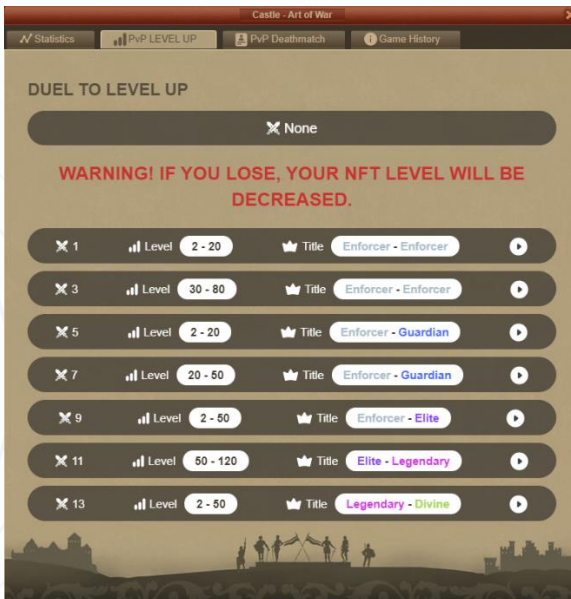 Castle - Art of War
Statistics PvP LEVEL UP PvP Deathmatch Game History
DUEL TO LEVEL UP
None
WARNING! IF YOU LOSE, YOUR NFT LEVEL WILL BE
DECREASED.
1 Level 2 - 20 Title Enforcer - Enforcer
3 Level 30 - 80 Title Enforcer - Enforcer
5 Level 2 - 20 Title Enforcer - Guardian
7 Level 20 - 50 Title Enforcer - Guardian
9 Level 2 - 50 Title Enforcer - Elite
11 Level 50 - 120 Title Elite - Legendary
13 Level 2 - 50 Title Legendary - Divine